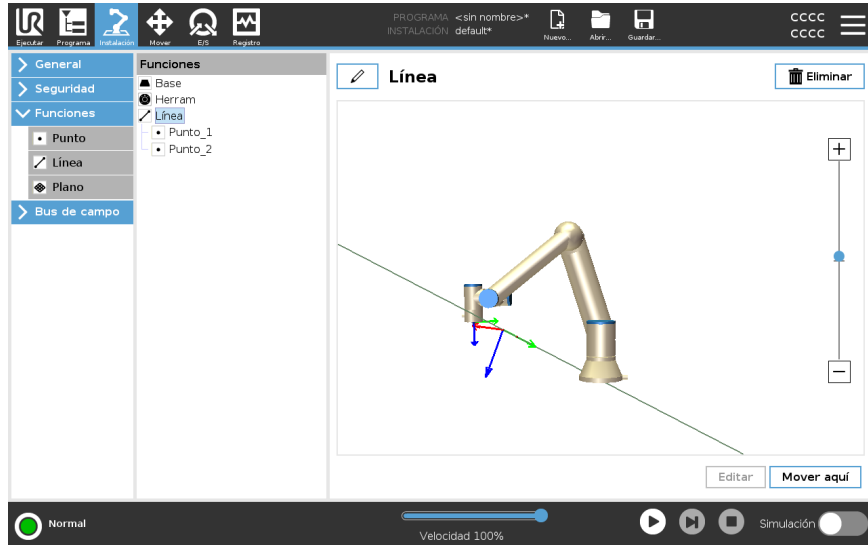 UR
Ejecutar
Programa
Instalación
Mover
E/S
Registro
PROGRAMA <sin nombre>*
INSTALACIÓN default*
Nuevo...
Abrir...
Guardar...
CCCC
CCCC
General
Seguridad
Funciones
Punto
Línea
Plano
Bus de campo
Funciones
Base
Herram
Línea
Punto_1
Punto_2
Línea
Eliminar
Editar
Mover aquí
Normal
Velocidad 100%
Simulación